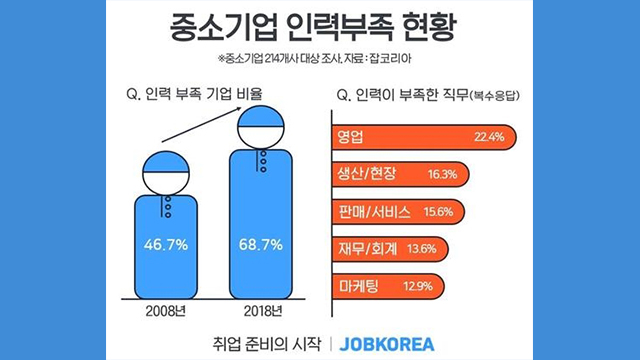 중소기업 인력부족 현황
※중소기업 214개사 대상 조사, 자료 : 잡코리아
Q. 인력 부족 기업 비율
46.7%
68.7%
2008년
2018년
Q. 인력이 부족한 직무(복수응답)
영업 22.4%
생산/현장 16.3%
판매/서비스 15.6%
재무/회계 13.6%
마케팅 12.9%
취업 준비의 시작 | JOBKOREA